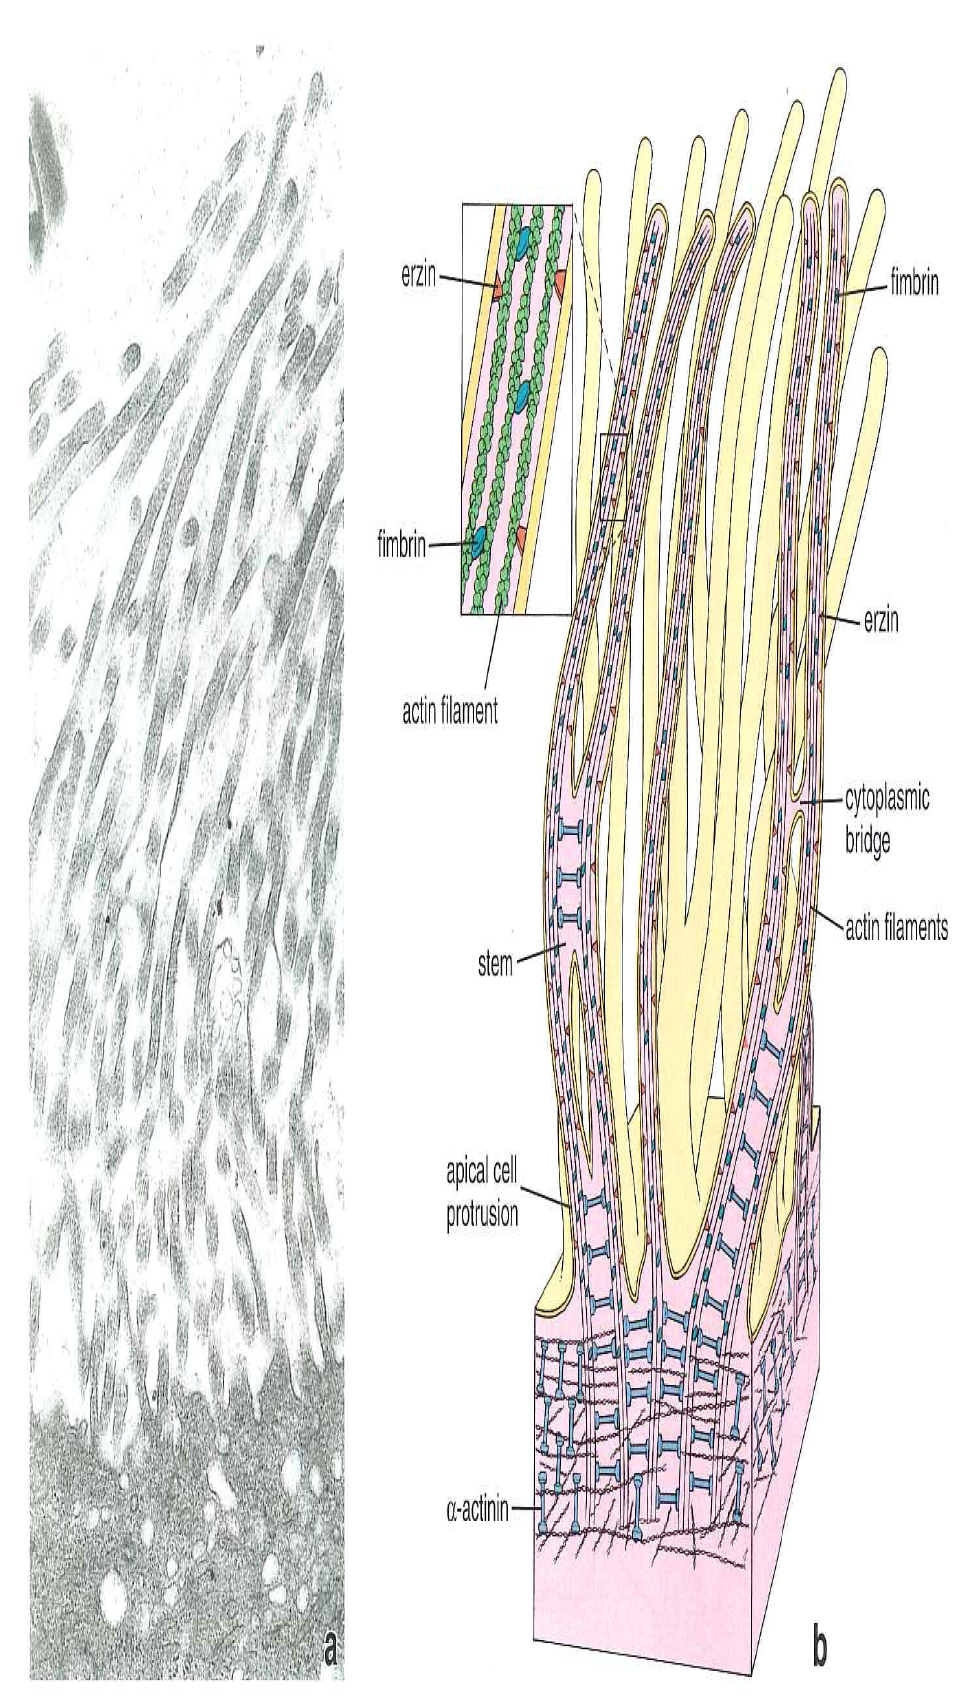 erzin
fimbrin
fimbrin
erzin
actin filament
cytoplasmic
bridge
actin filaments
stem
apical cell
protrusion
α-actinin
a
b